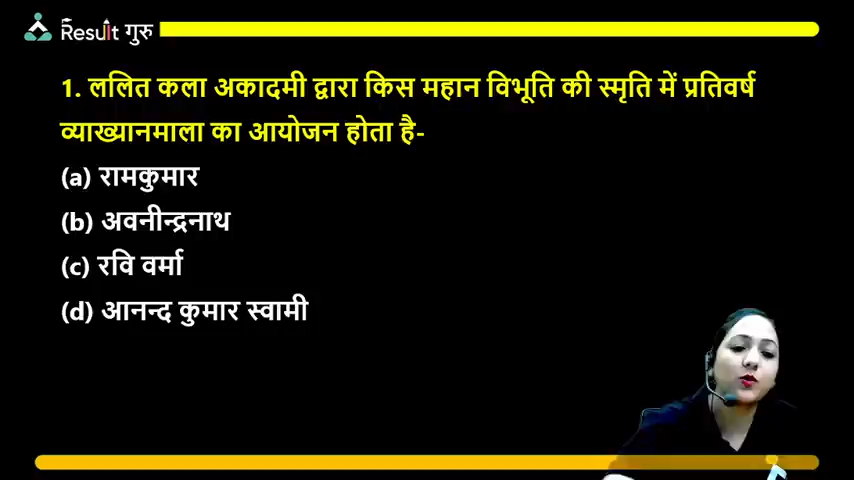 Result गुरु
1. ललित कला अकादमी द्वारा किस महान विभूति की स्मृति में प्रतिवर्ष
व्याख्यानमाला का आयोजन होता है-
(a) रामकुमार
(b) अवनीन्द्रनाथ
(c) रवि वर्मा
(d) आनन्द कुमार स्वामी